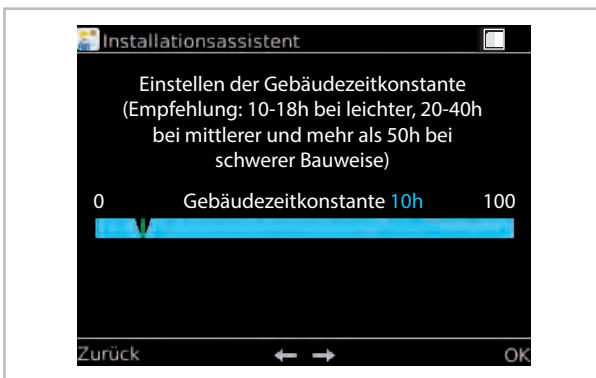 Installationsassistent
Einstellen der Gebäudezeitkonstante
(Empfehlung: 10-18h bei leichter, 20-40h
bei mittlerer und mehr als 50h bei
schwerer Bauweise)
0 Gebäudezeitkonstante 10h 100
Zurück ← → OK